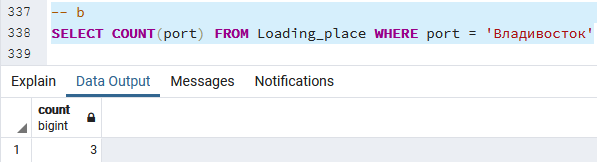 337 -- b
338 SELECT COUNT(port) FROM Loading_place WHERE port = 'Владивосток'
339
Explain Data Output Messages Notifications
count
bigint
1 3